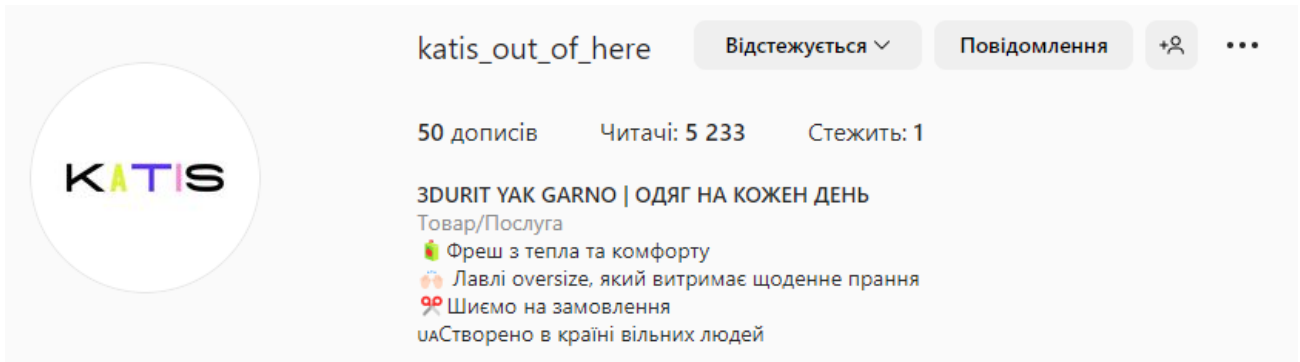 katis_out_of_here Відстежується Повідомлення
KATIS
50 дописів Читачі: 5 233 Стежить: 1
3DURIT YAK GARNO | ОДЯГ НА КОЖЕН ДЕНЬ
Товар/Послуга
🧃 Фреш з тепла та комфорту
🙌🏻 Лавлі oversize, який витримає щоденне прання
✂️ Шиємо на замовлення
UAСтворено в країні вільних людей